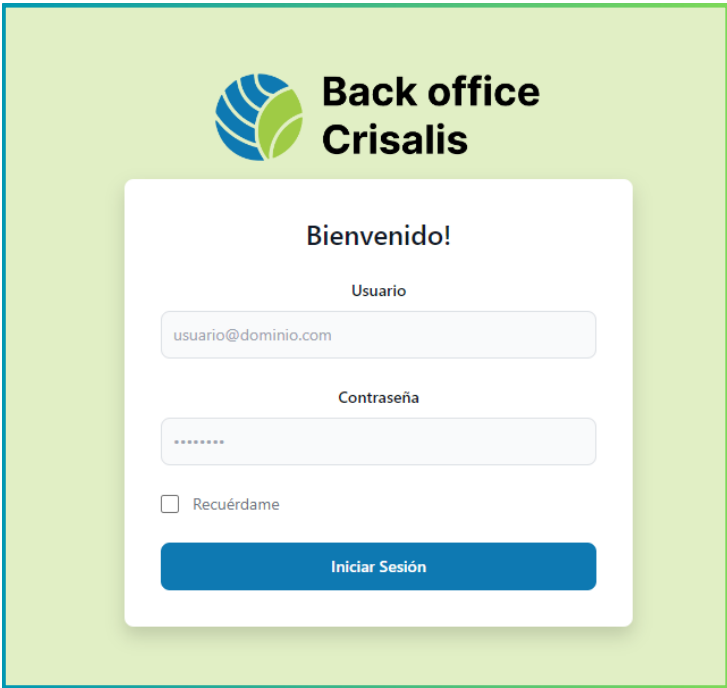 Back office
Crisalis
Bienvenido!
Usuario
usuario@dominio.com
Contraseña
••••••••
Recuérdame
Iniciar Sesión